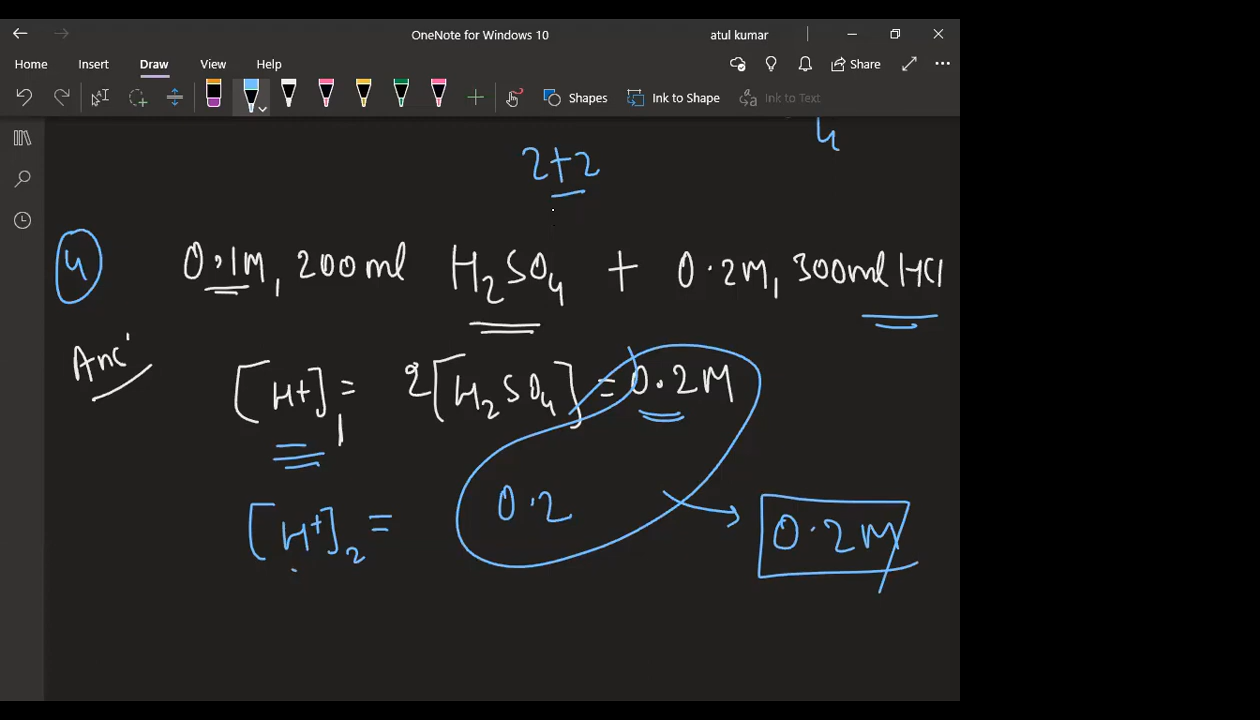 OneNote for Windows 10
atul kumar
Home Insert Draw View Help
Share
Shapes Ink to Shape Ink to Text
4
2+2
4 0.1M, 200ml H₂SO₄ + 0.2M, 300ml HCl
Ans
[H+]₁ = 2[H₂SO₄] = 0.2M
[H+]₂ = 0.2
0.2M